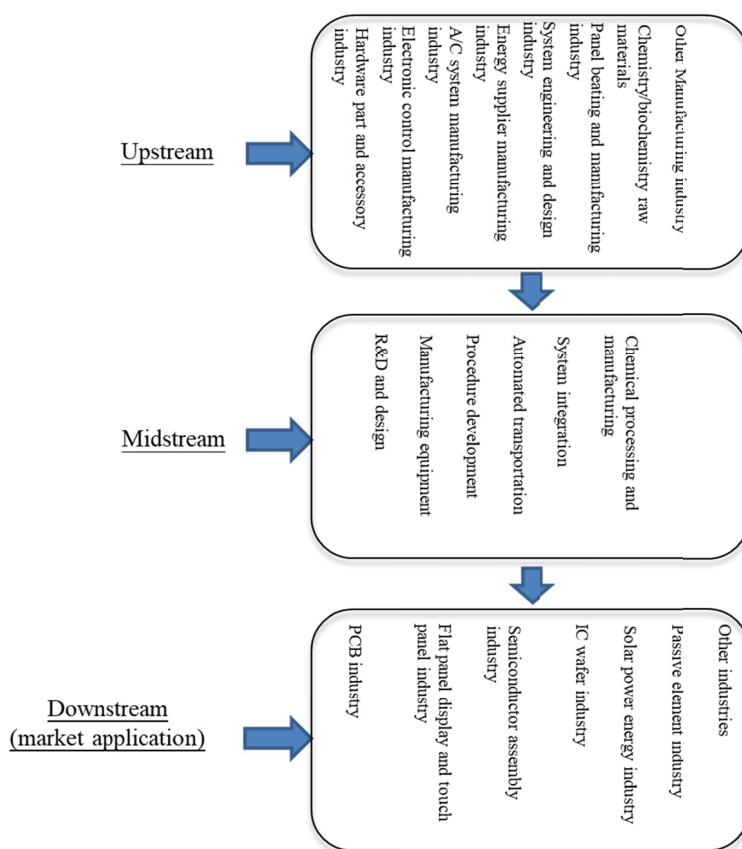 Upstream
Other Manufacturing industry
Chemistry/biochemistry raw
materials
Panel beating and manufacturing
industry
System engineering and design
industry
Energy supplier manufacturing
industry
A/C system manufacturing
industry
Electronic control manufacturing
industry
Hardware part and accessory
industry
Midstream
Chemical processing and
manufacturing
System integration
Automated transportation
Procedure development
Manufacturing equipment
R&D and design
Downstream
(market application)
Other industries
Passive element industry
Solar power energy industry
IC wafer industry
Semiconductor assembly
industry
Flat panel display and touch
panel industry
PCB industry